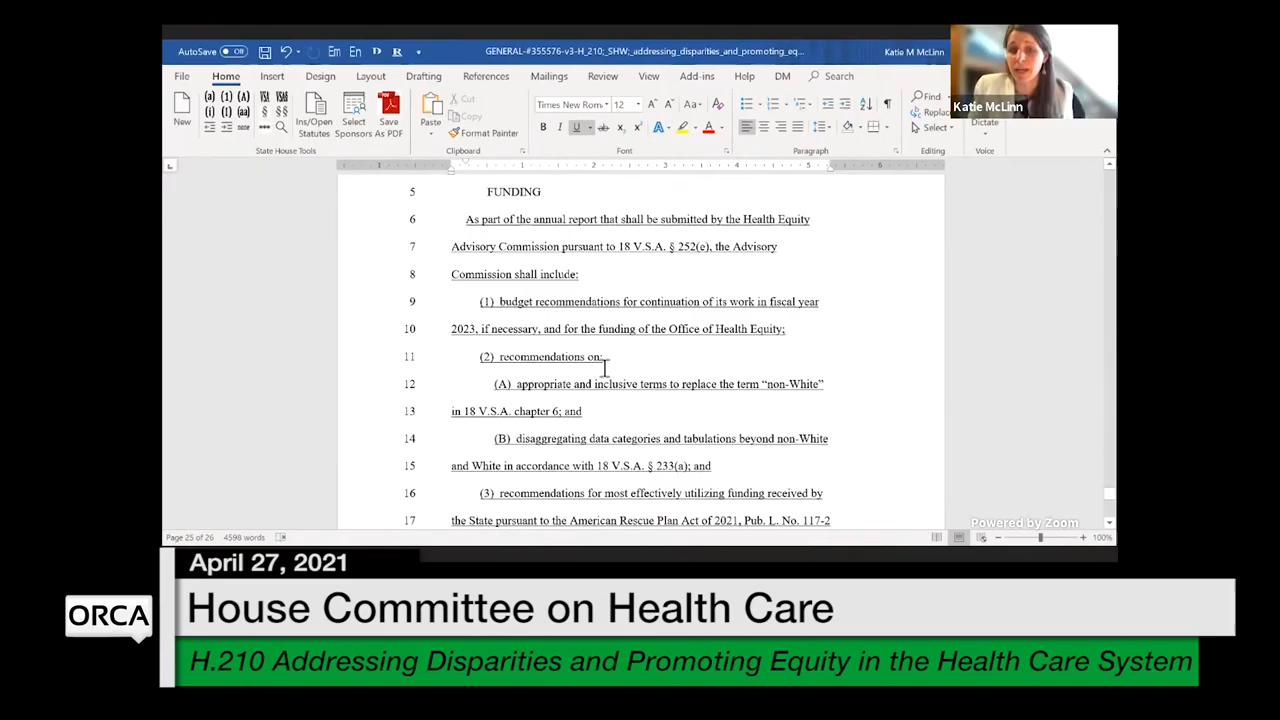 AutoSave Off Em En D R GENERAL-#355576-v3-H_210;_SHW;_addressing_disparities_and_promoting_eq... Katie M McLinn
File Home Insert Design Layout Drafting References Mailings Review View Add-ins Help DM Search
New
Ins/Open Statutes
Select Sponsors
Save As PDF
State House Tools
Paste
Cut
Copy
Format Painter
Clipboard
Times New Rom 12
Font
Paragraph
Find
Replace
Select
Editing
Dictate
Voice
Katie McLinn
5 FUNDING
6 As part of the annual report that shall be submitted by the Health Equity
7 Advisory Commission pursuant to 18 V.S.A. § 252(e), the Advisory
8 Commission shall include:
9 (1) budget recommendations for continuation of its work in fiscal year
10 2023, if necessary, and for the funding of the Office of Health Equity;
11 (2) recommendations on:
12 (A) appropriate and inclusive terms to replace the term “non-White”
13 in 18 V.S.A. chapter 6; and
14 (B) disaggregating data categories and tabulations beyond non-White
15 and White in accordance with 18 V.S.A. § 233(a); and
16 (3) recommendations for most effectively utilizing funding received by
17 the State pursuant to the American Rescue Plan Act of 2021, Pub. L. No. 117-2
Powered by Zoom
Page 25 of 26 4598 words 100%
April 27, 2021
ORCA
House Committee on Health Care
H.210 Addressing Disparities and Promoting Equity in the Health Care System